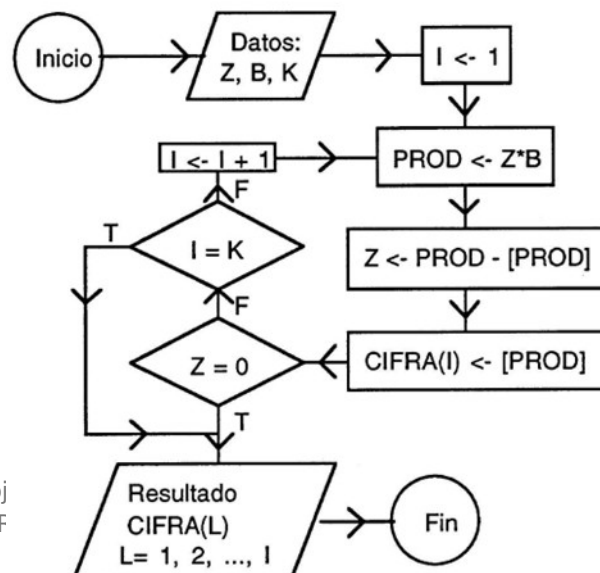 Inicio
Datos:
Z, B, K
I <- 1
I <- I + 1
PROD <- Z*B
F
T
I = K
Z <- PROD - [PROD]
F
Z = 0
CIFRA(I) <- [PROD]
T
Resultado
CIFRA(L)
L= 1, 2, ..., I
Fin